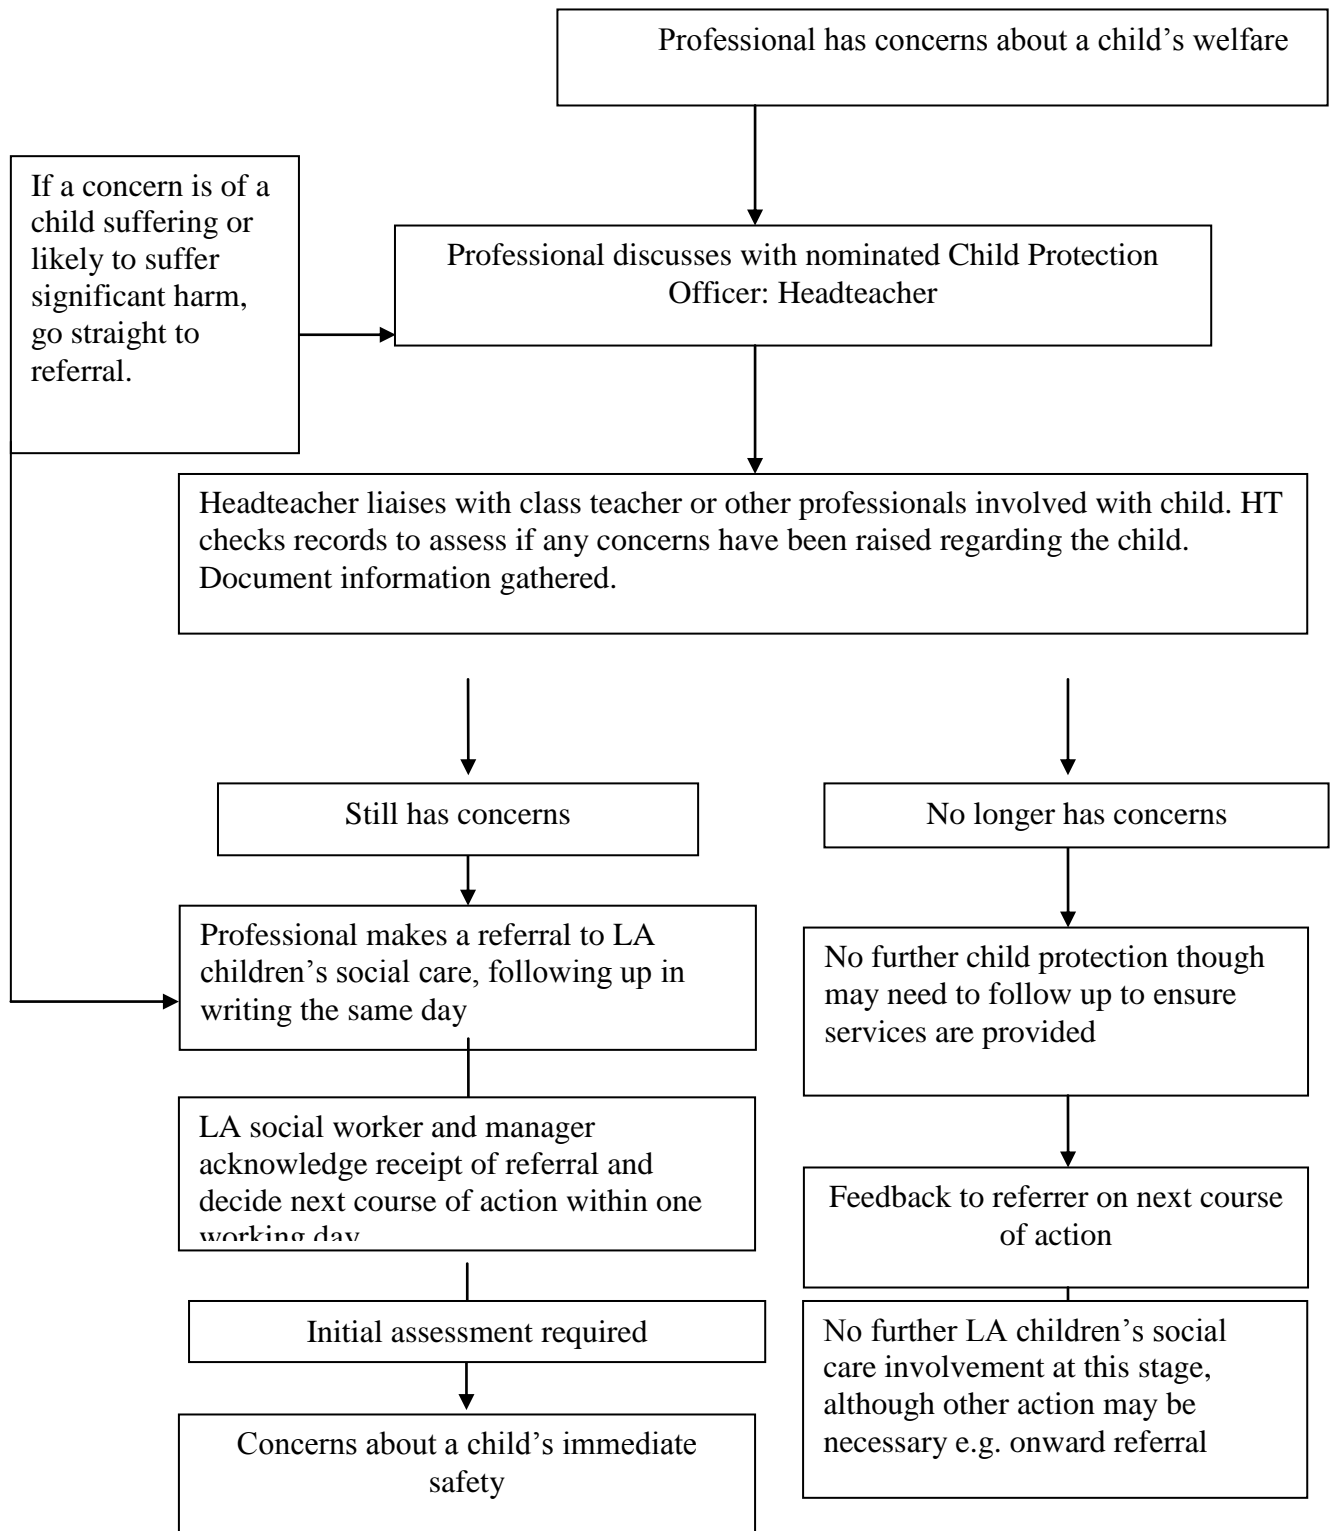 Professional has concerns about a child’s welfare
If a concern is of a
child suffering or
likely to suffer
significant harm,
go straight to
referral.
Professional discusses with nominated Child Protection
Officer: Headteacher
Headteacher liaises with class teacher or other professionals involved with child. HT
checks records to assess if any concerns have been raised regarding the child.
Document information gathered.
Still has concerns
No longer has concerns
Professional makes a referral to LA
children’s social care, following up in
writing the same day
No further child protection though
may need to follow up to ensure
services are provided
LA social worker and manager
acknowledge receipt of referral and
decide next course of action within one
working day
Feedback to referrer on next course
of action
Initial assessment required
No further LA children’s social
care involvement at this stage,
although other action may be
necessary e.g. onward referral
Concerns about a child’s immediate
safety